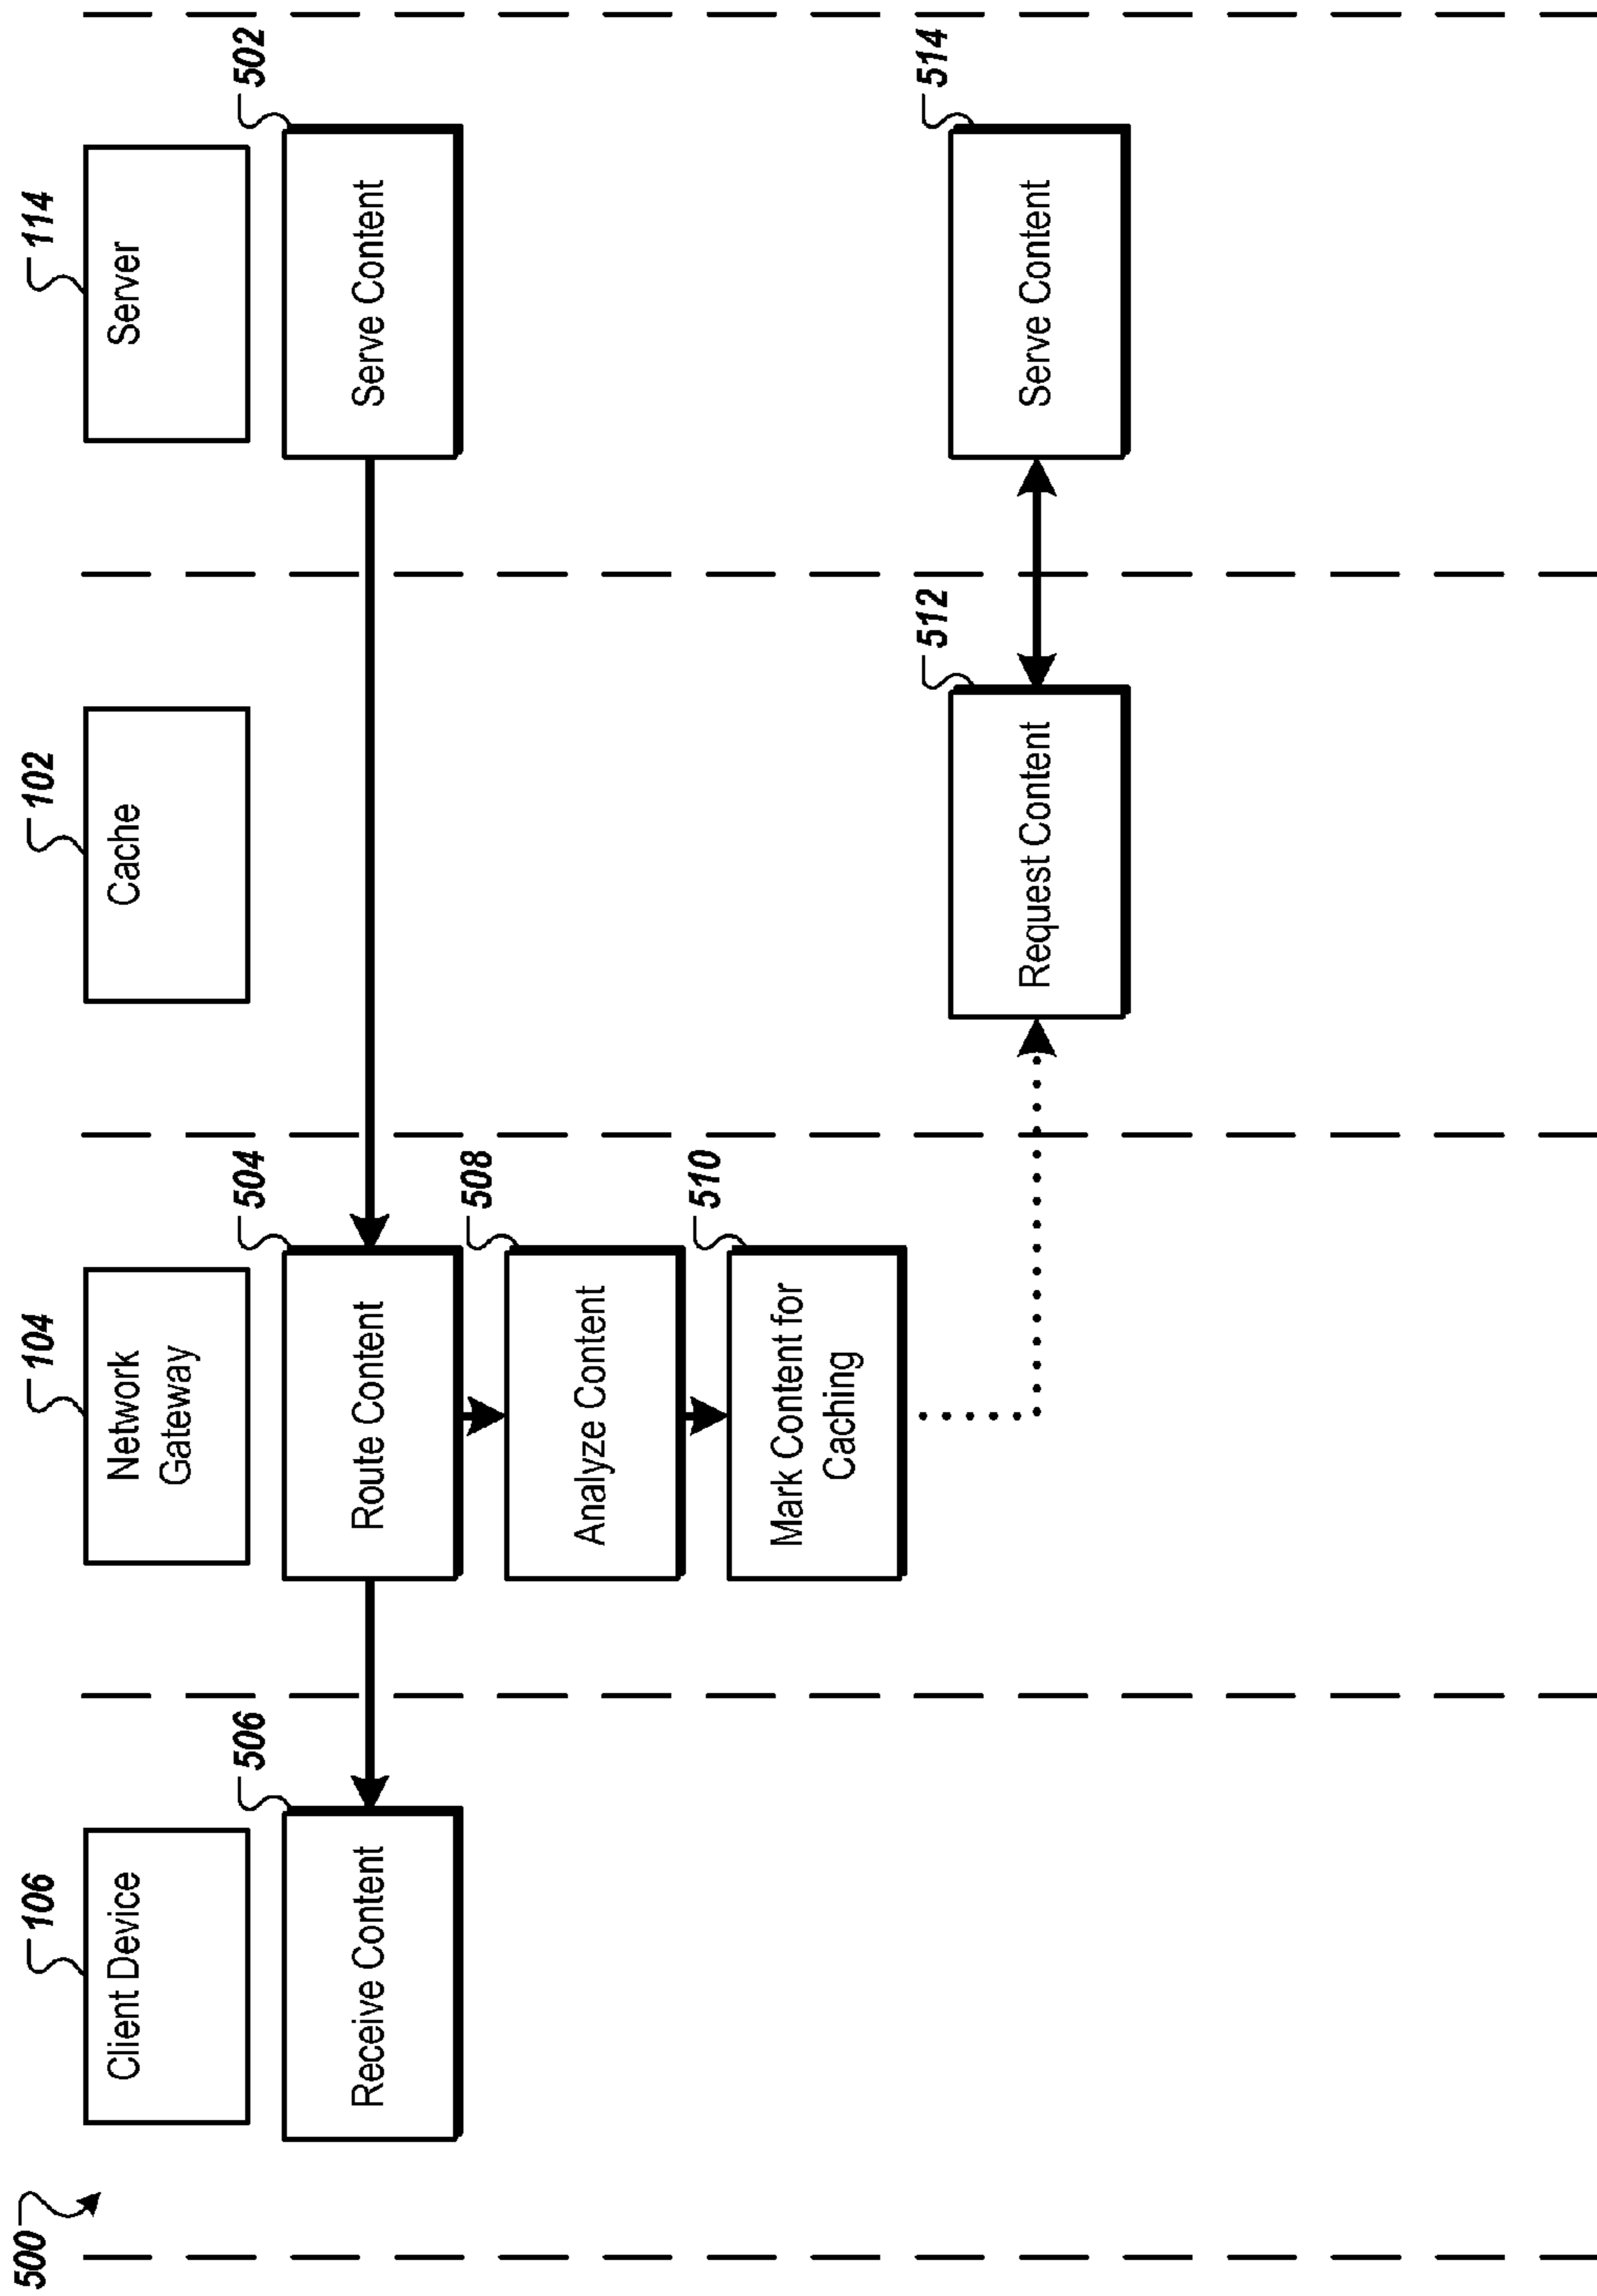 500
106
104
102
114
Client Device
Network
Gateway
Cache
Server
506
504
502
Receive Content
Route Content
Serve Content
508
Analyze Content
510
Mark Content for
Caching
512
514
Request Content
Serve Content